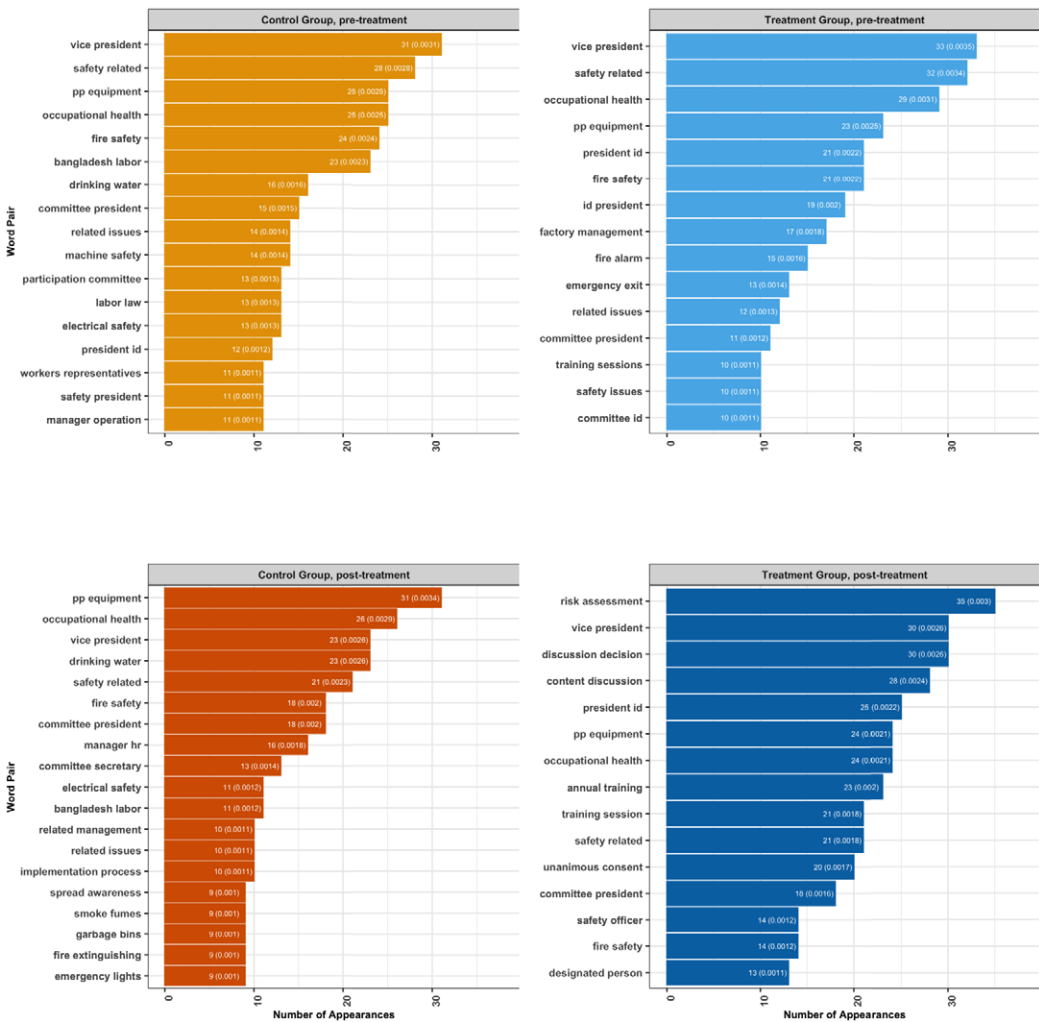 Control Group, pre-treatment
Word Pair
vice president 31 (0.0031)
safety related 28 (0.0028)
pp equipment 25 (0.0025)
occupational health 25 (0.0025)
fire safety 24 (0.0024)
bangladesh labor 23 (0.0023)
drinking water 16 (0.0016)
committee president 15 (0.0015)
related issues 14 (0.0014)
machine safety 14 (0.0014)
participation committee 13 (0.0013)
labor law 13 (0.0013)
electrical safety 13 (0.0013)
president id 12 (0.0012)
workers representatives 11 (0.0011)
safety president 11 (0.0011)
manager operation 11 (0.0011)
0 10 20 30
Treatment Group, pre-treatment
vice president 33 (0.0035)
safety related 32 (0.0034)
occupational health 29 (0.0031)
pp equipment 23 (0.0025)
president id 21 (0.0022)
fire safety 21 (0.0022)
id president 19 (0.002)
factory management 17 (0.0018)
fire alarm 15 (0.0016)
emergency exit 13 (0.0014)
related issues 12 (0.0013)
committee president 11 (0.0012)
training sessions 10 (0.0011)
safety issues 10 (0.0011)
committee id 10 (0.0011)
0 10 20 30
Control Group, post-treatment
Word Pair
pp equipment 31 (0.0034)
occupational health 26 (0.0029)
vice president 23 (0.0026)
drinking water 23 (0.0026)
safety related 21 (0.0023)
fire safety 18 (0.002)
committee president 18 (0.002)
manager hr 16 (0.0018)
committee secretary 13 (0.0014)
electrical safety 11 (0.0012)
bangladesh labor 11 (0.0012)
related management 10 (0.0011)
related issues 10 (0.0011)
implementation process 10 (0.0011)
spread awareness 9 (0.001)
smoke fumes 9 (0.001)
garbage bins 9 (0.001)
fire extinguishing 9 (0.001)
emergency lights 9 (0.001)
0 10 20 30
Number of Appearances
Treatment Group, post-treatment
risk assessment 35 (0.003)
vice president 30 (0.0026)
discussion decision 30 (0.0026)
content discussion 28 (0.0024)
president id 25 (0.0022)
pp equipment 24 (0.0021)
occupational health 24 (0.0021)
annual training 23 (0.002)
training session 21 (0.0018)
safety related 21 (0.0018)
unanimous consent 20 (0.0017)
committee president 18 (0.0016)
safety officer 14 (0.0012)
fire safety 14 (0.0012)
designated person 13 (0.0011)
0 10 20 30
Number of Appearances